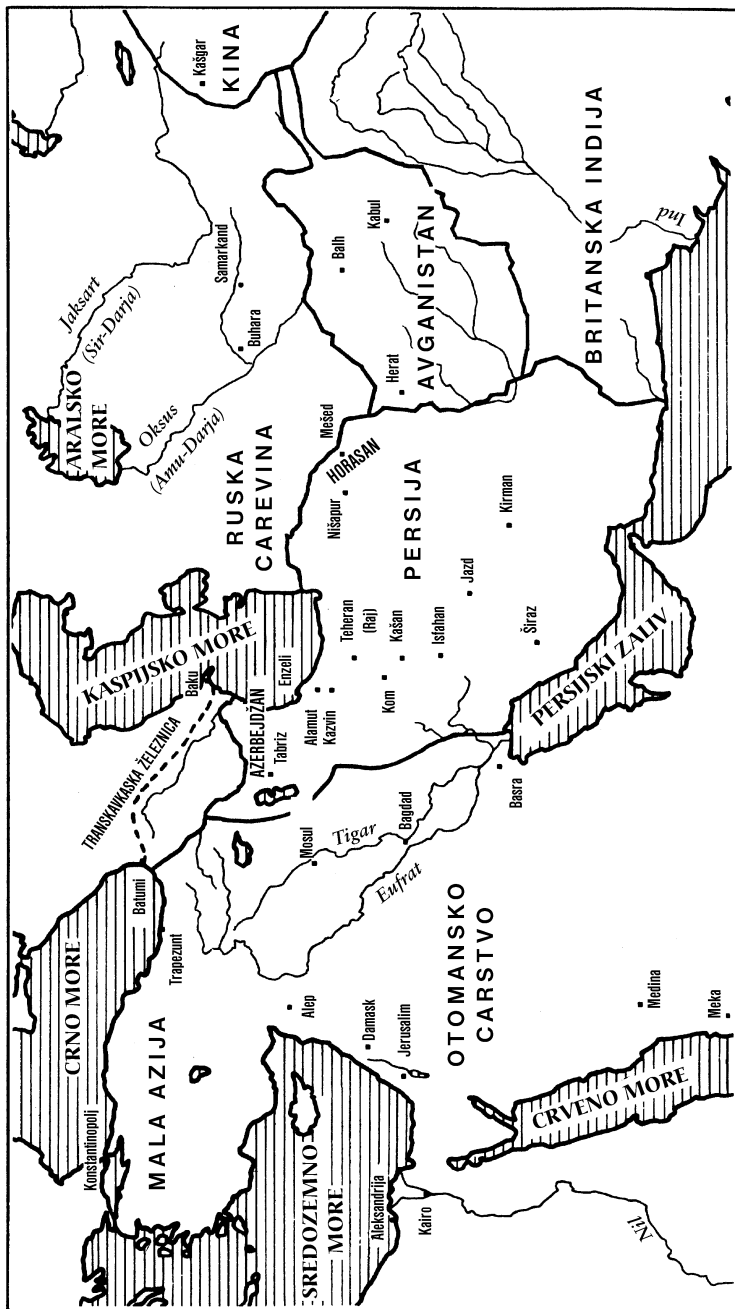 CRNO MORE
Konstantinopolj
MALA AZIJA
Trapezunt
Batumi
TRANSKAVKASKA ŽELEZNICA
Baku
KASPIJSKO MORE
ARALSKO
MORE
Jaksart
(Sir-Darja)
Oksus
(Amu-Darja)
Samarkand
Buhara
Kašgar
KINA
RUSKA
CAREVINA
AZERBEJDŽAN
Tabriz
Enzeli
Alamut
Kazvin
Teheran
(Raj)
Kom
Kašan
Isfahan
Jazd
Širaz
Kirman
PERSIJA
Nišapur
HORASAN
Mešed
Herat
Balh
Kabul
AVGANISTAN
BRITANSKA INDIJA
Ind
SREDOZEMNO
MORE
Aleksandrija
Kairo
Nil
Alep
Damask
Jerusalim
Mosul
Tigar
Bagdad
Eufrat
Basra
OTOMANSKO
CARSTVO
PERSIJSKI ZALIV
CRVENO MORE
Medina
Meka